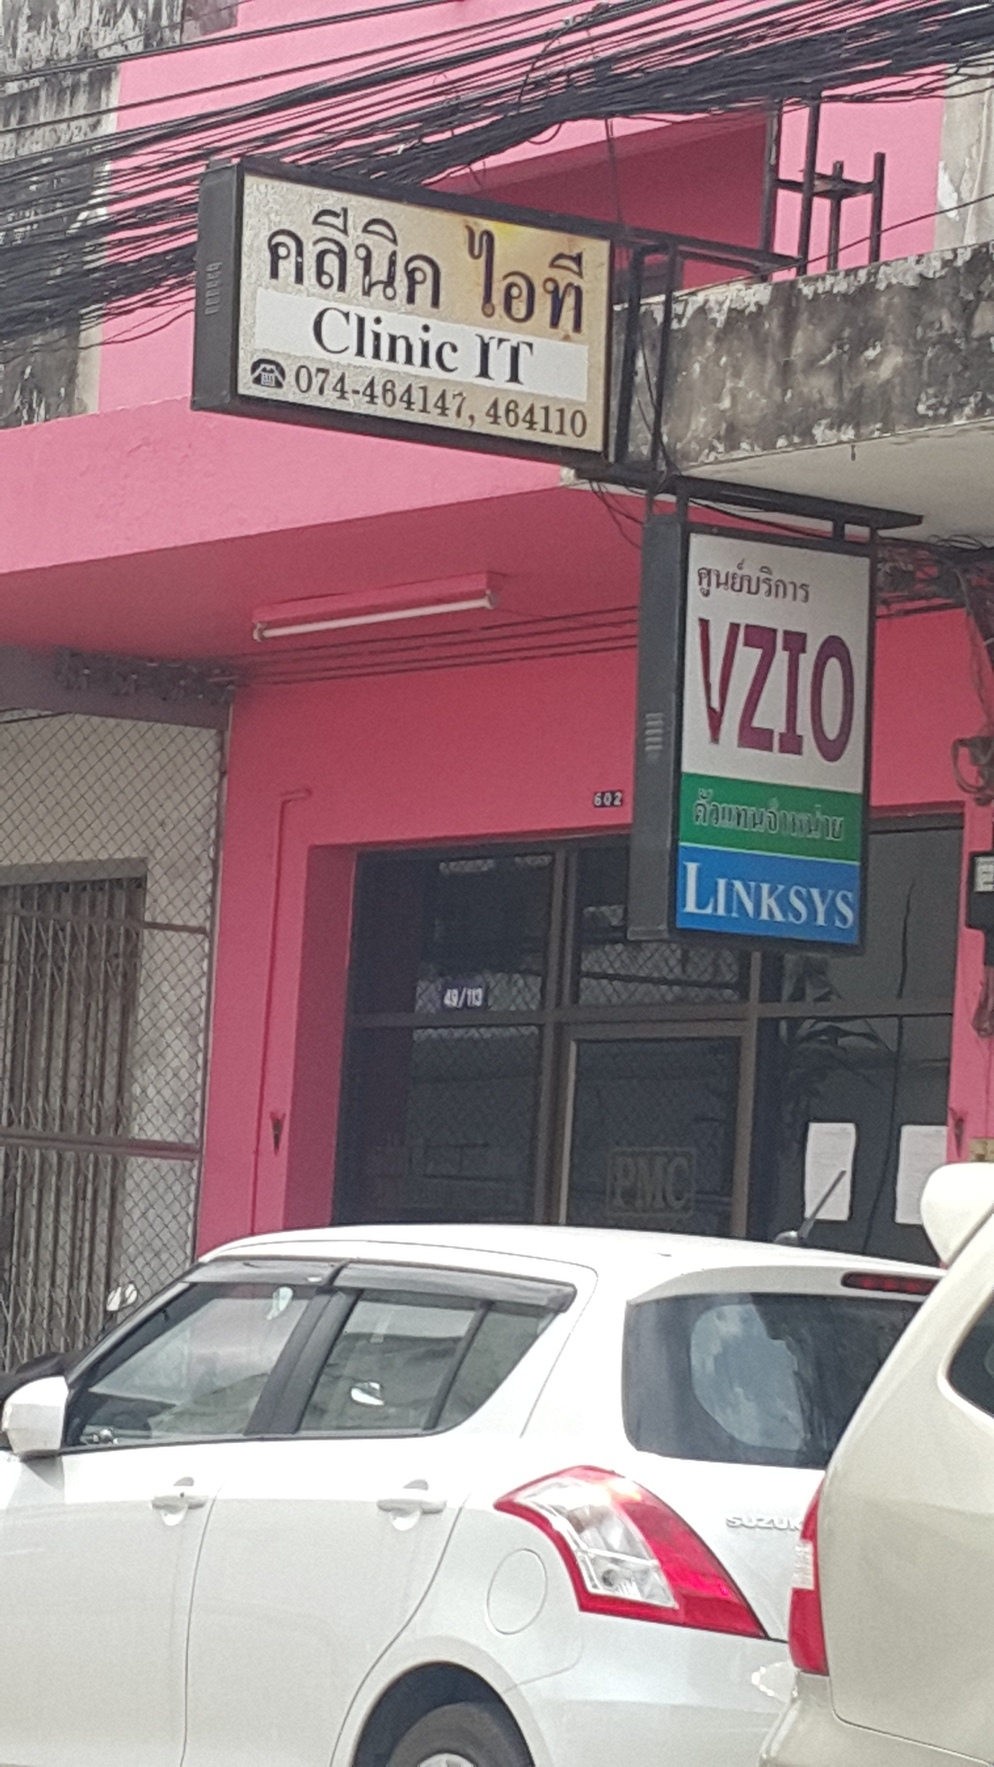 คลีนิค ไอที
Clinic IT
074-464147, 464110
ศูนย์บริการ
VZIO
ตัวแทนจำหน่าย
LINKSYS
602
49/113
PMC
SUZUK